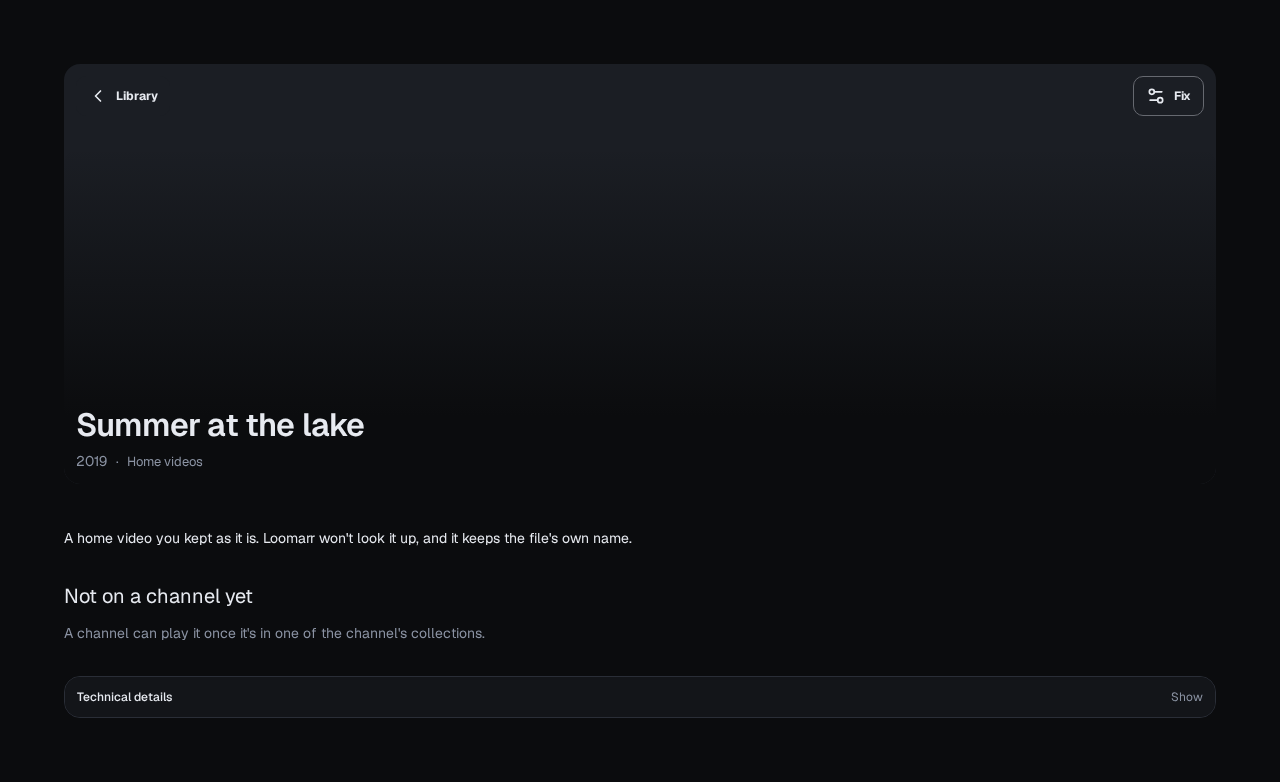 Library
Fix
Summer at the lake
2019 · Home videos
A home video you kept as it is. Loomarr won't look it up, and it keeps the file's own name.
Not on a channel yet
A channel can play it once it's in one of the channel's collections.
Technical details
Show